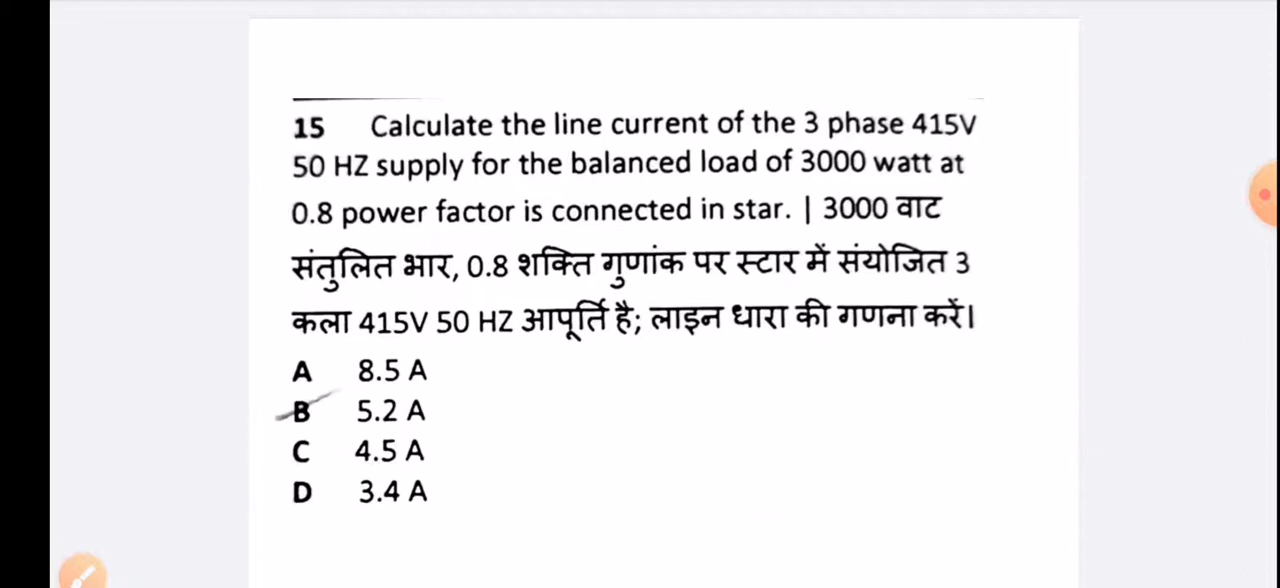 15 Calculate the line current of the 3 phase 415V
50 HZ supply for the balanced load of 3000 watt at
0.8 power factor is connected in star. | 3000 वाट
संतुलित भार, 0.8 शक्ति गुणांक पर स्टार में संयोजित 3
कला 415V 50 HZ आपूर्ति है; लाइन धारा की गणना करें।
A 8.5 A
B 5.2 A
C 4.5 A
D 3.4 A